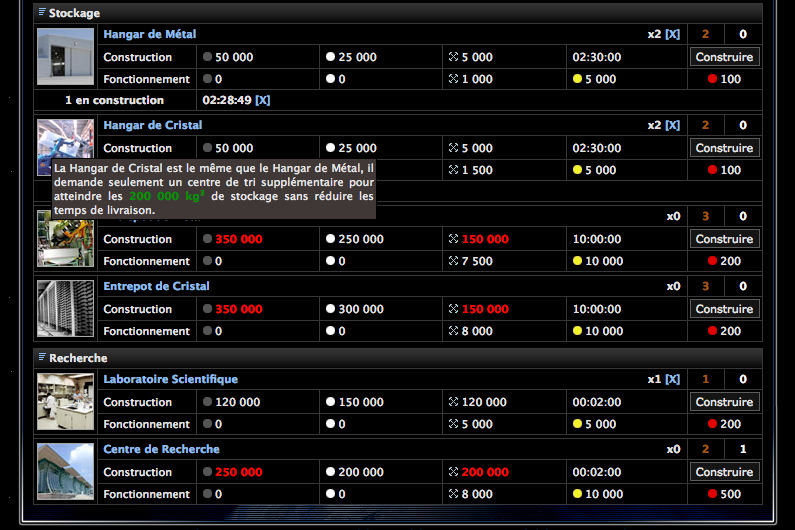 Stockage
Hangar de Métal x2 [X] 2 0
Construction 50 000 25 000 5 000 02:30:00 Construire
Fonctionnement 0 0 1 000 5 000 100
1 en construction 02:28:49 [X]
Hangar de Cristal x2 [X] 2 0
Construction 50 000 25 000 5 000 02:30:00 Construire
1 500 5 000 100
La Hangar de Cristal est le même que le Hangar de Métal, il
demande seulement un centre de tri supplémentaire pour
atteindre les 200 000 kg² de stockage sans réduire les
temps de livraison.
x0 3 0
Construction 350 000 250 000 150 000 10:00:00 Construire
Fonctionnement 0 0 7 500 10 000 200
Entrepot de Cristal x0 3 0
Construction 350 000 300 000 150 000 10:00:00 Construire
Fonctionnement 0 0 8 000 10 000 200
Recherche
Laboratoire Scientifique x1 [X] 1 0
Construction 120 000 150 000 120 000 00:02:00 Construire
Fonctionnement 0 0 5 000 5 000 200
Centre de Recherche x0 2 1
Construction 250 000 200 000 200 000 00:02:00 Construire
Fonctionnement 0 0 8 000 10 000 500